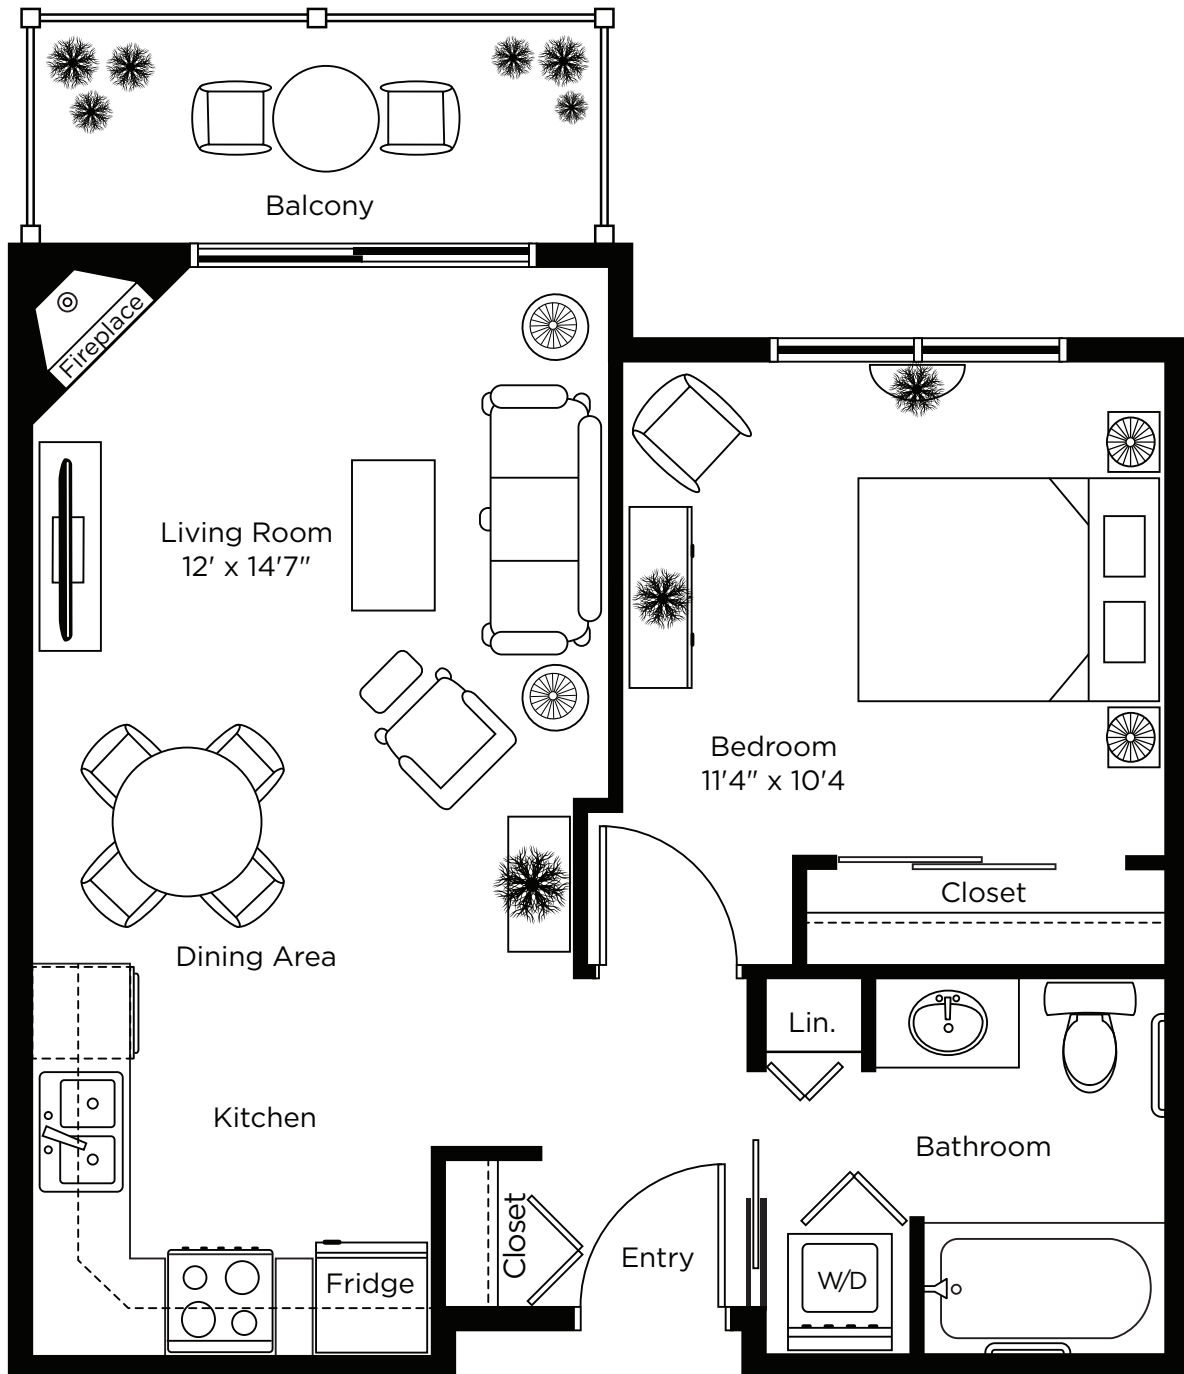 Balcony
Fireplace
Living Room
12' x 14'7"
Bedroom
11'4" x 10'4
Closet
Dining Area
Lin.
Kitchen
Bathroom
Closet
Entry
Fridge
W/D